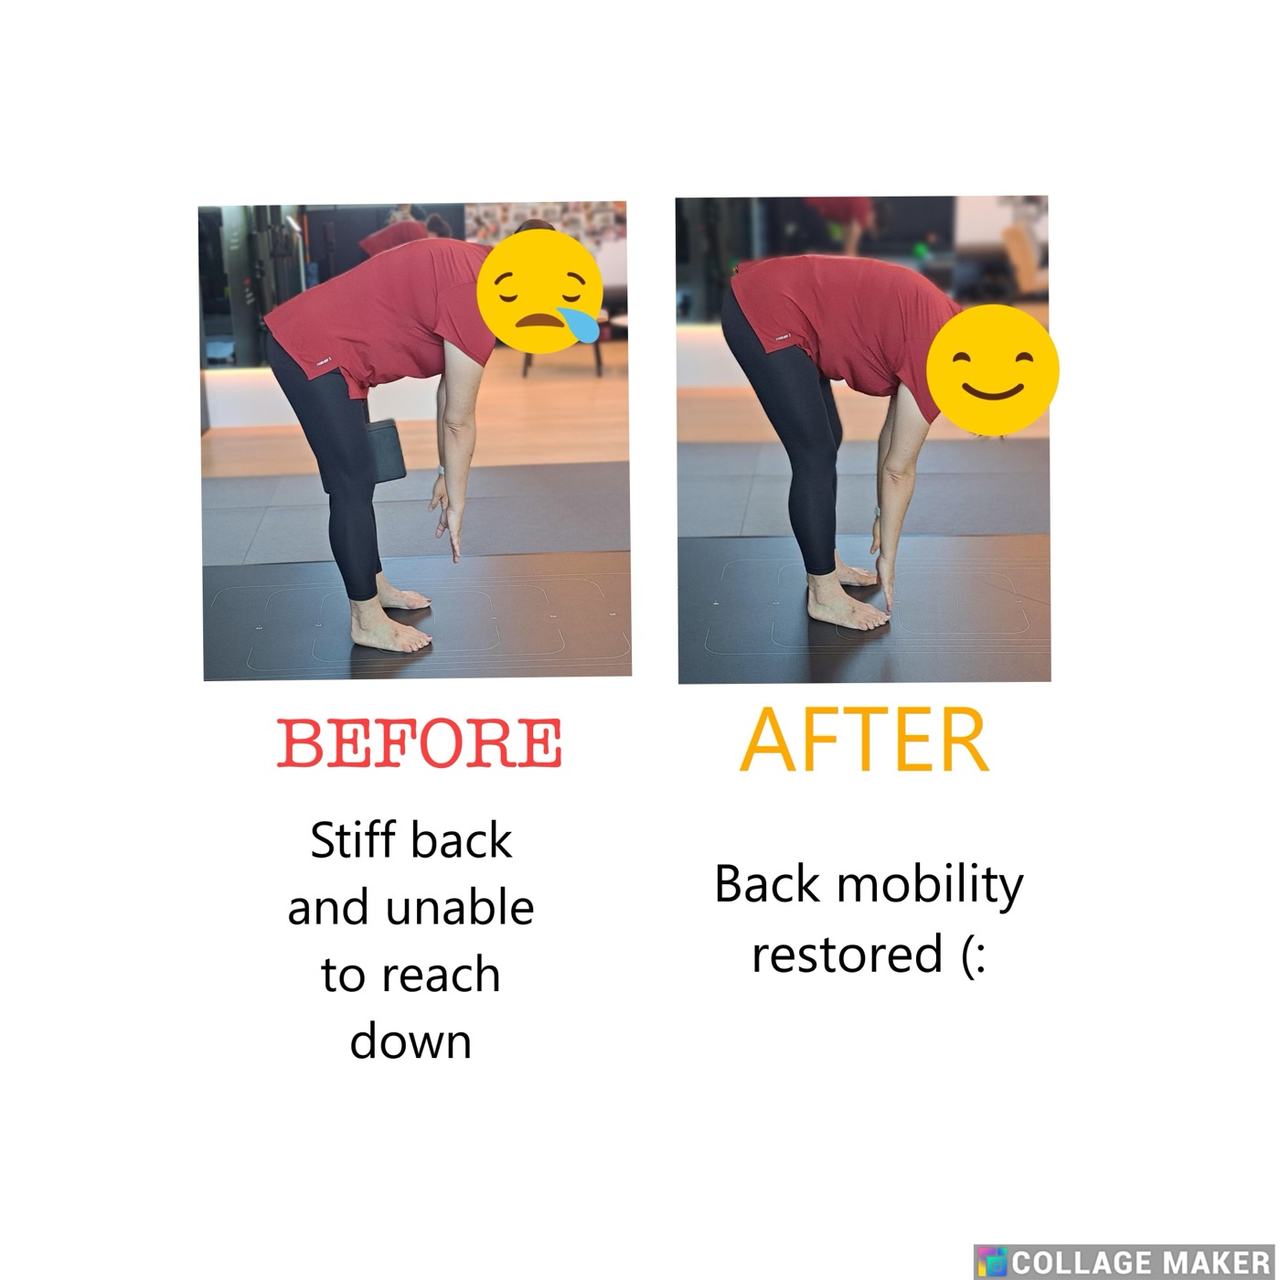 BEFORE
Stiff back
and unable
to reach
down
AFTER
Back mobility
restored (:
COLLAGE MAKER